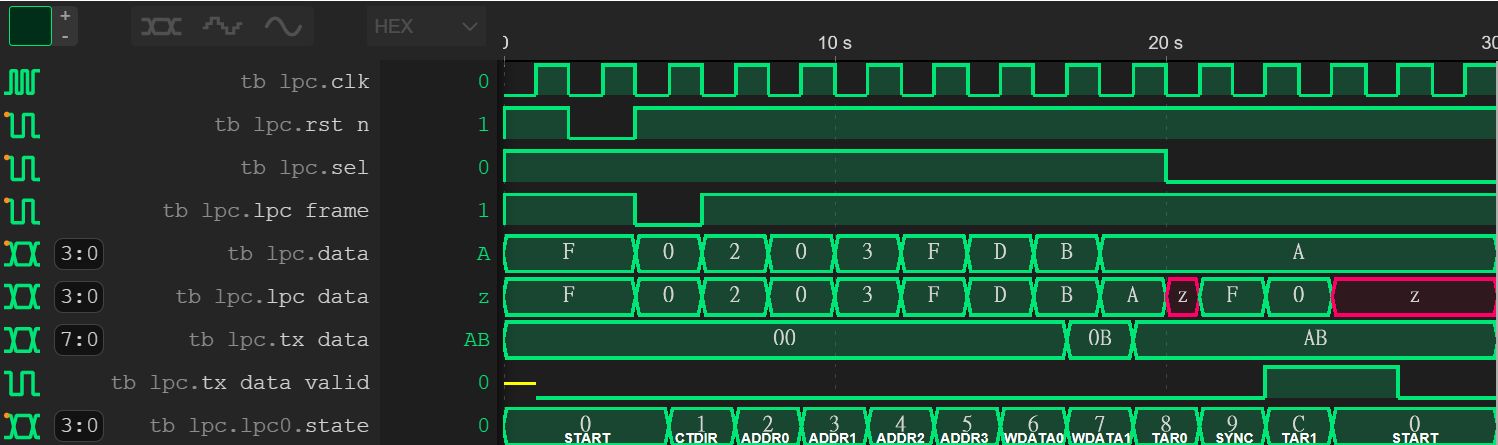 +
-
HEX
0 10 s 20 s 30
tb lpc.clk 0
tb lpc.rst n 1
tb lpc.sel 0
tb lpc.lpc frame 1
3:0 tb lpc.data A F 0 2 0 3 F D B A
3:0 tb lpc.lpc data z F 0 2 0 3 F D B A z F 0 z
7:0 tb lpc.tx data AB 00 0B AB
tb lpc.tx data valid 0
3:0 tb lpc.lpc0.state 0 0 1 2 3 4 5 6 7 8 9 C 0
START CTDIR ADDR0 ADDR1 ADDR2 ADDR3 WDATA0 WDATA1 TAR0 SYNC TAR1 START